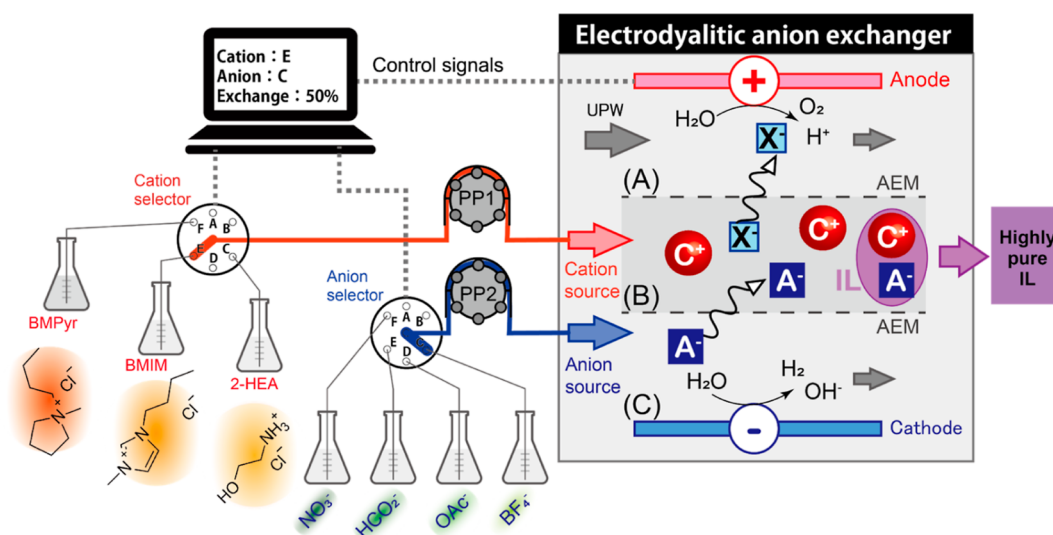 Electrodyalitic anion exchanger
Cation：E
Anion：C
Exchange：50%
Control signals
+
Anode
UPW
H₂O
O₂
H⁺
X⁻
(A)
AEM
Cation
selector
A
B
C
D
E
F
PP1
X⁻
C⁺
C⁺
C⁺
Cation
source
(B)
A⁻
IL
A⁻
Highly
pure
IL
Anion
selector
A
B
C
D
E
F
PP2
AEM
A⁻
Anion
source
H₂O
H₂
OH⁻
(C)
-
Cathode
BMPyr
BMIM
2-HEA
Cl⁻
N
+
Cl⁻
N
N
+
NH₃⁺
Cl⁻
HO
NO₃⁻
HCO₂⁻
OAc⁻
BF₄⁻